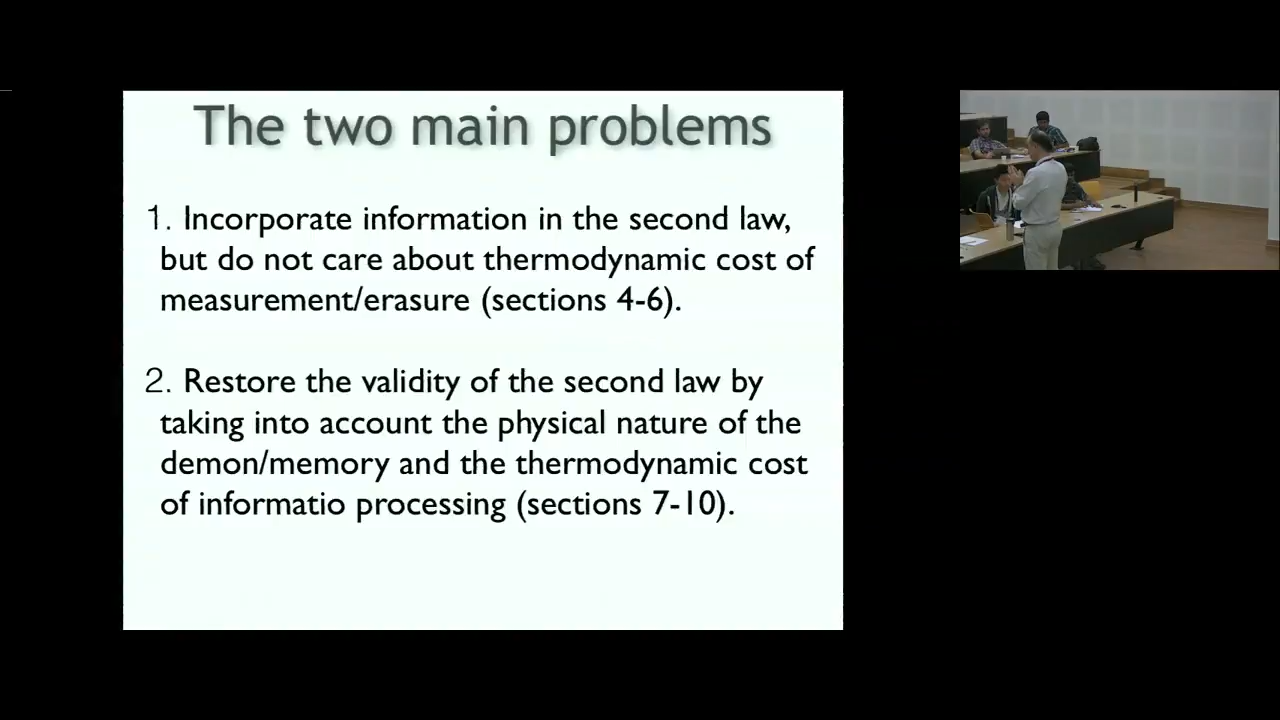 The two main problems
1. Incorporate information in the second law,
but do not care about thermodynamic cost of
measurement/erasure (sections 4-6).
2. Restore the validity of the second law by
taking into account the physical nature of the
demon/memory and the thermodynamic cost
of informatio processing (sections 7-10).